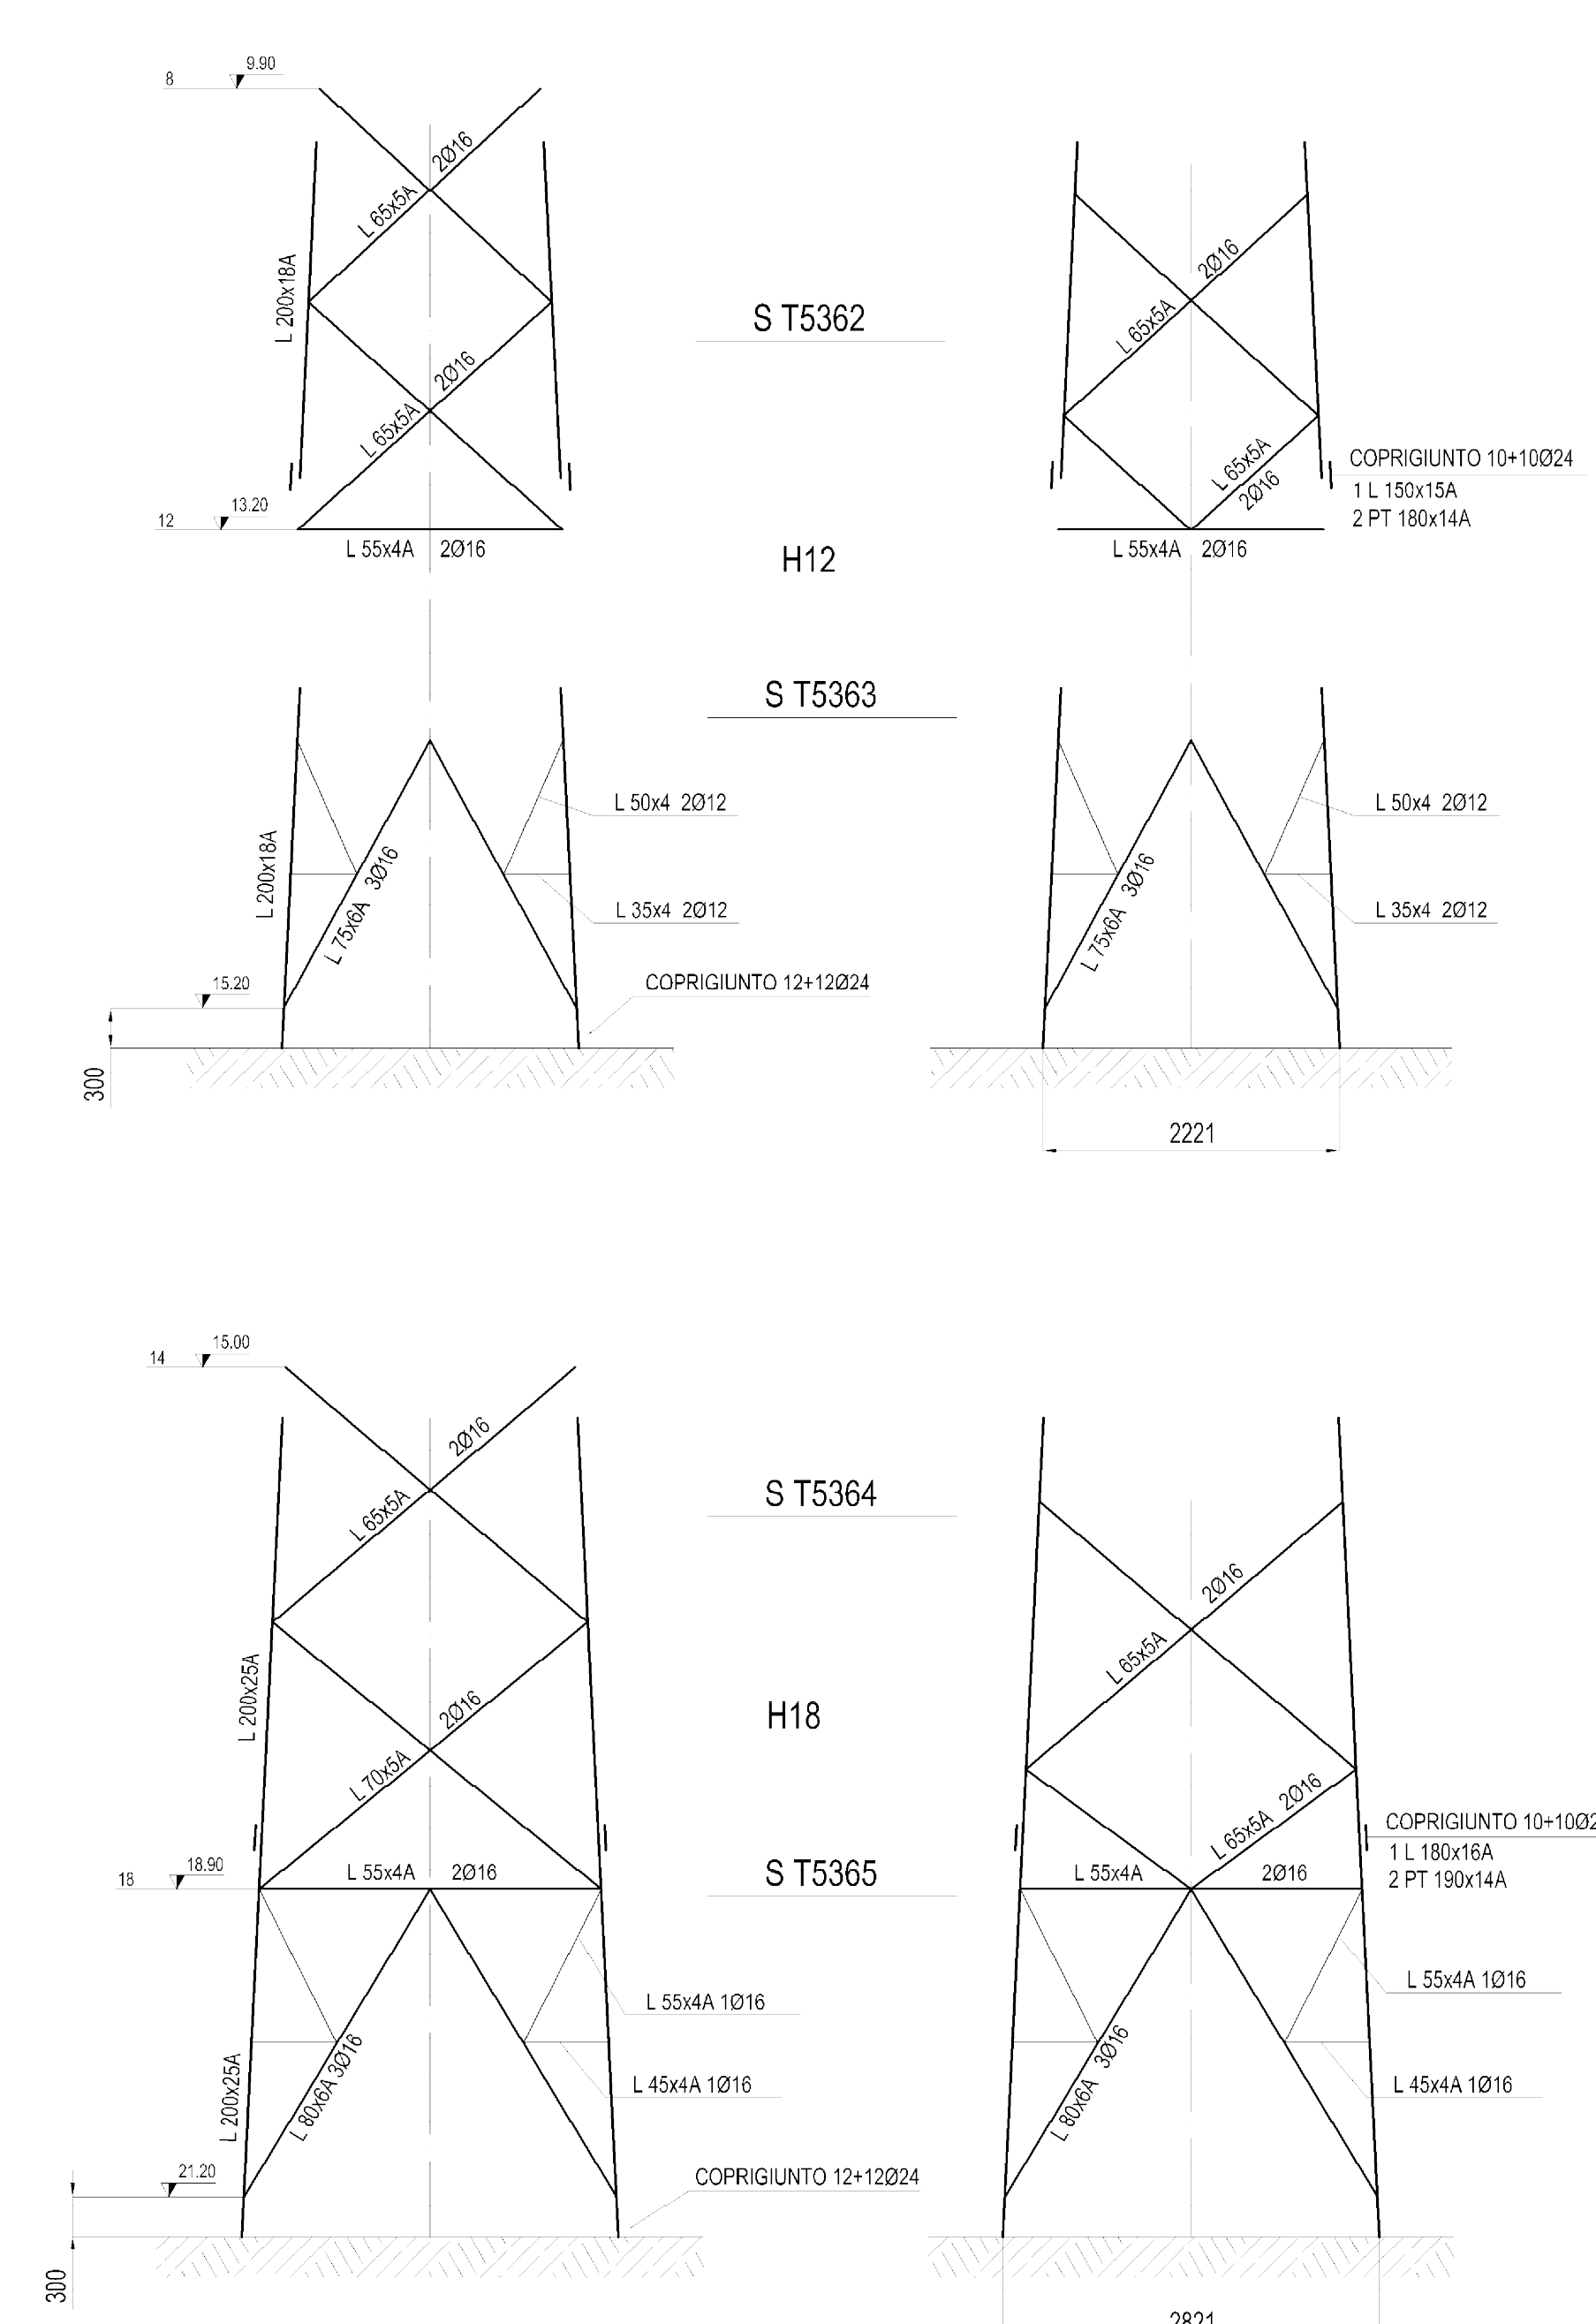 8 9.90
2Ø16
L 65x5A
L 200x18A
2Ø16
L 65x5A
12 13.20
L 55x4A 2Ø16
S T5362
2Ø16
L 65x5A
L 65x5A
2Ø16
COPRIGIUNTO 10+10Ø24
1 L 150x15A
2 PT 180x14A
L 55x4A 2Ø16
H12
S T5363
L 50x4 2Ø12
L 200x18A
L 75x6A 3Ø16
L 35x4 2Ø12
15.20
COPRIGIUNTO 12+12Ø24
300
L 50x4 2Ø12
L 75x6A 3Ø16
L 35x4 2Ø12
2221
14 15.00
2Ø16
L 65x5A
L 200x25A
2Ø16
L 70x5A
18 18.90
L 55x4A 2Ø16
S T5364
H18
S T5365
2Ø16
L 65x5A
L 65x5A 2Ø16
COPRIGIUNTO 10+10Ø2
1 L 180x16A
2 PT 190x14A
L 55x4A 2Ø16
L 55x4A 1Ø16
L 200x25A
L 80x6A 3Ø16
L 45x4A 1Ø16
21.20
COPRIGIUNTO 12+12Ø24
300
L 55x4A 1Ø16
L 80x6A 3Ø16
L 45x4A 1Ø16
2821